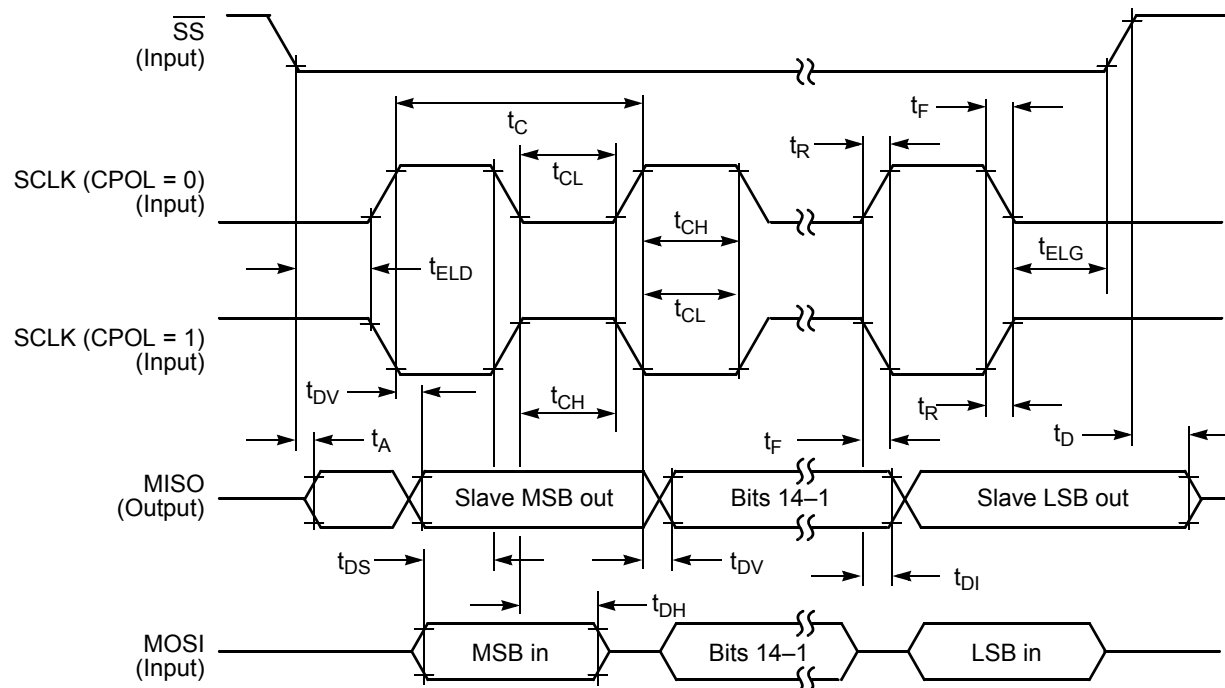 SS
(Input)
tF
tC
tR
SCLK (CPOL = 0)
(Input)
tCL
tCH
tELD
tELG
tCL
SCLK (CPOL = 1)
(Input)
tDV
tCH
tR
tA
tF
tD
MISO
(Output)
Slave MSB out
Bits 14–1
Slave LSB out
tDS
tDV
tDI
tDH
MOSI
(Input)
MSB in
Bits 14–1
LSB in